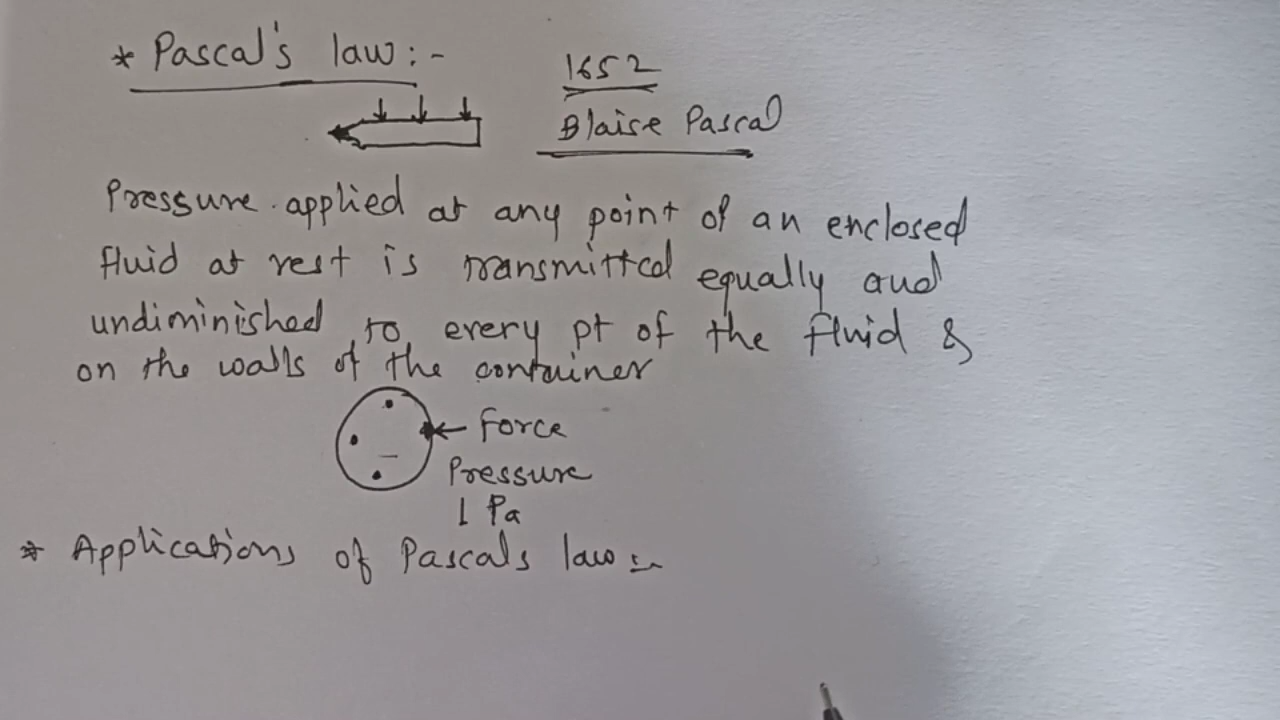 * Pascal's law :-
1652
Blaise Pascal
Pressure applied at any point of an enclosed
fluid at rest is transmitted equally and
undiminished to every pt of the fluid &
on the walls of the container
← Force
Pressure
1 Pa
* Applications of Pascals law :-